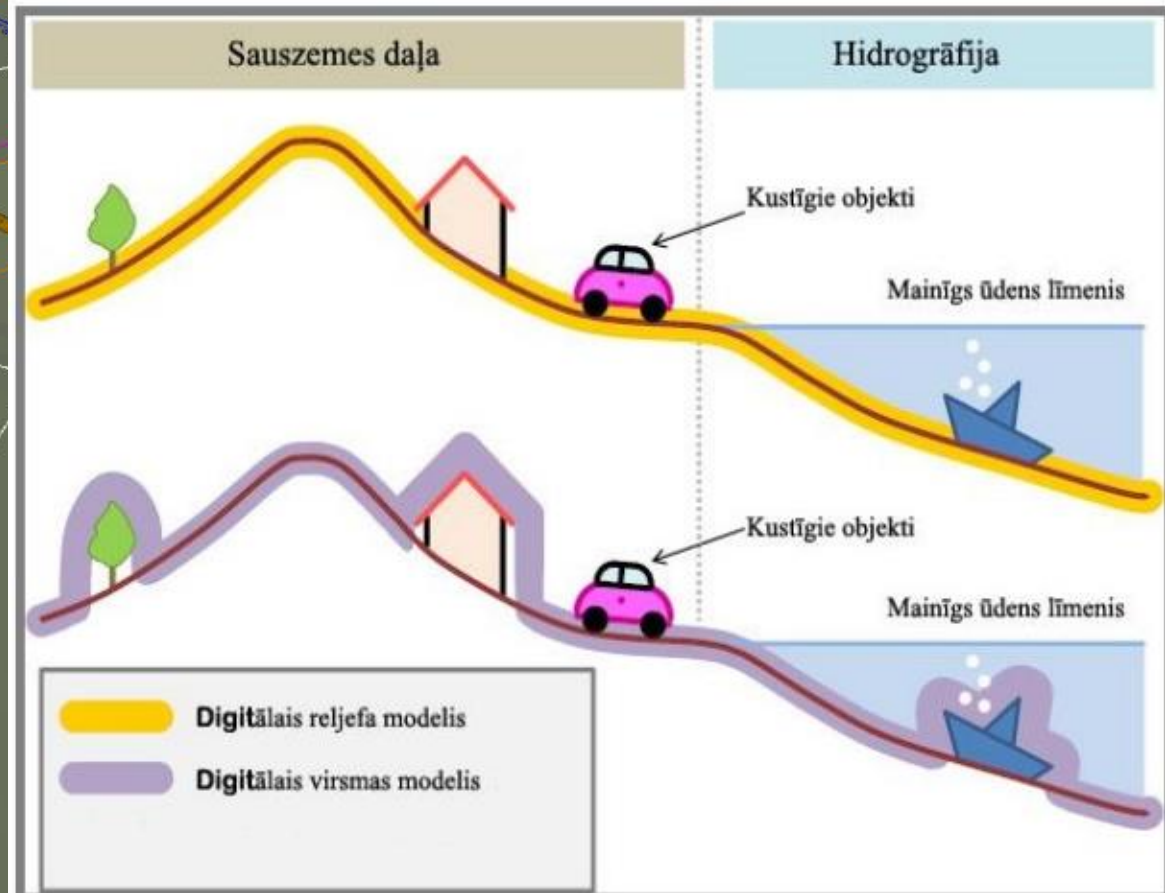 Sauszemes daļa
Hidrogrāfija
Kustīgie objekti
Mainīgs ūdens līmenis
Kustīgie objekti
Mainīgs ūdens līmenis
Digitālais reljefa modelis
Digitālais virsmas modelis